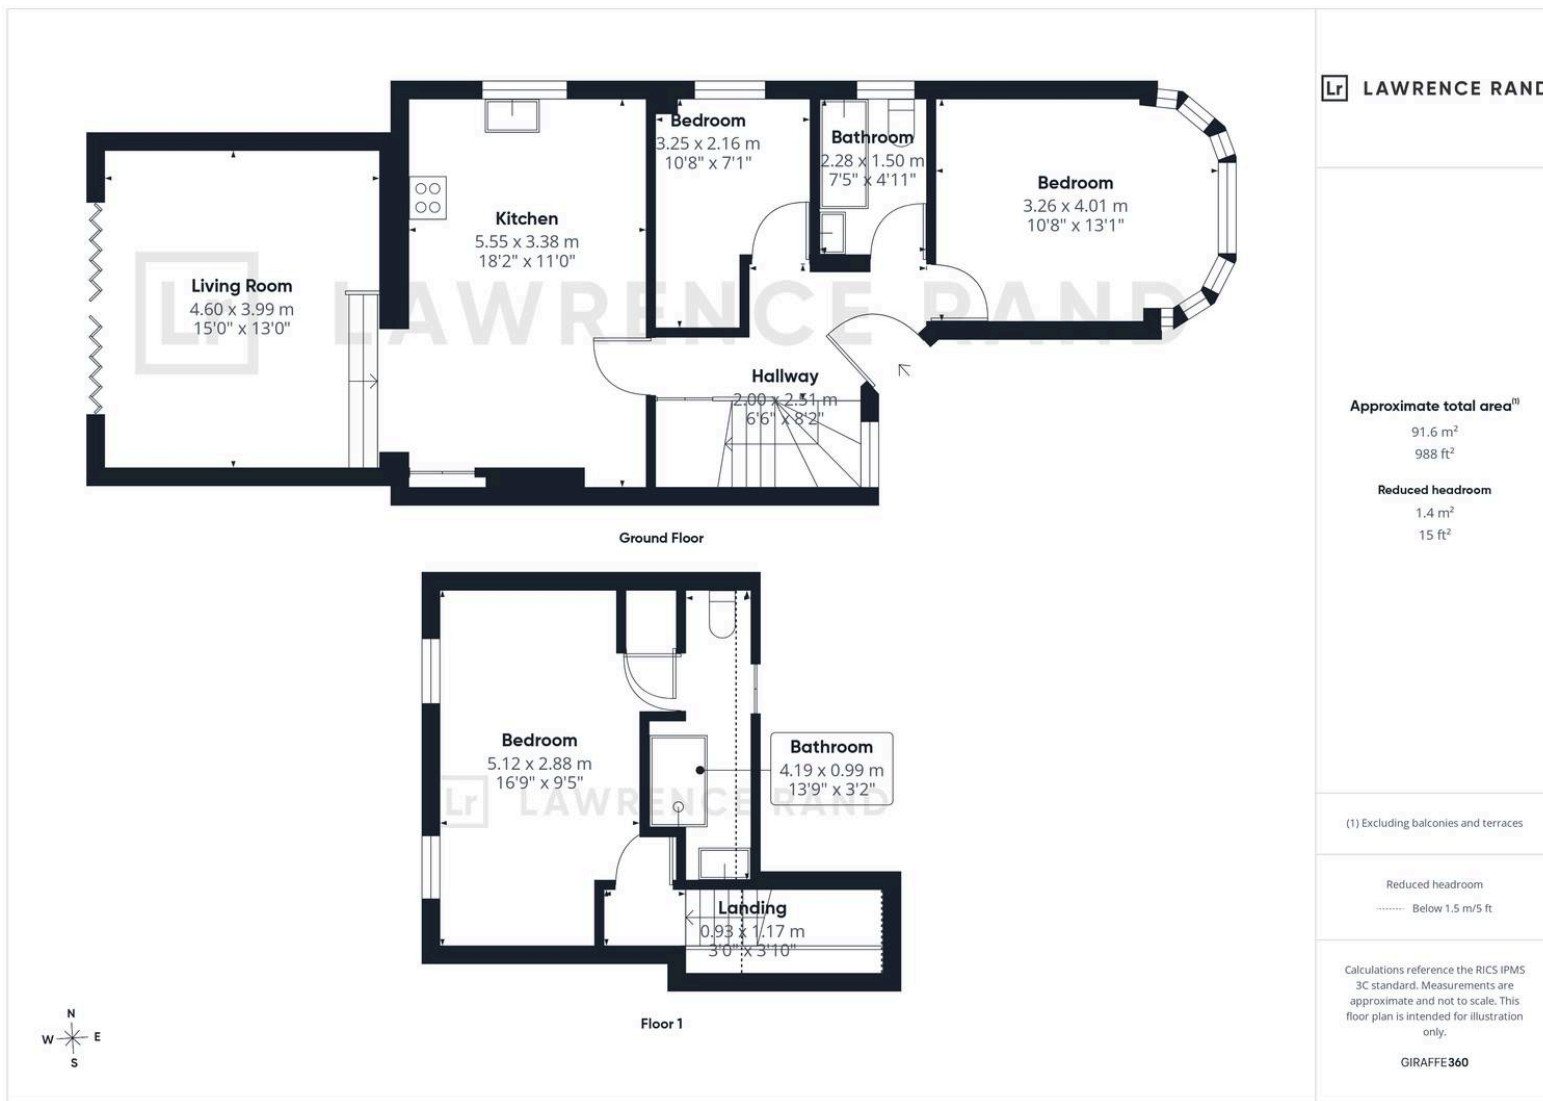 Lr LAWRENCE RAND
Bedroom
3.25 x 2.16 m
10'8" x 7'1"
Bathroom
2.28 x 1.50 m
7'5" x 4'11"
Bedroom
3.26 x 4.01 m
10'8" x 13'1"
Kitchen
5.55 x 3.38 m
18'2" x 11'0"
Living Room
4.60 x 3.99 m
15'0" x 13'0"
Lr LAWRENCE RAND
Hallway
2.00 x 2.51 m
6'6" x 8'2"
Ground Floor
Bedroom
5.12 x 2.88 m
16'9" x 9'5"
Bathroom
4.19 x 0.99 m
13'9" x 3'2"
Lr LAWRENCE RAND
Landing
0.93 x 1.17 m
3'0" x 3'10"
Floor 1
N
W E
S
Approximate total area(1)
91.6 m²
988 ft²
Reduced headroom
1.4 m²
15 ft²
(1) Excluding balconies and terraces
Reduced headroom
Below 1.5 m/5 ft
Calculations reference the RICS IPMS
3C standard. Measurements are
approximate and not to scale. This
floor plan is intended for illustration
only.
GIRAFFE360